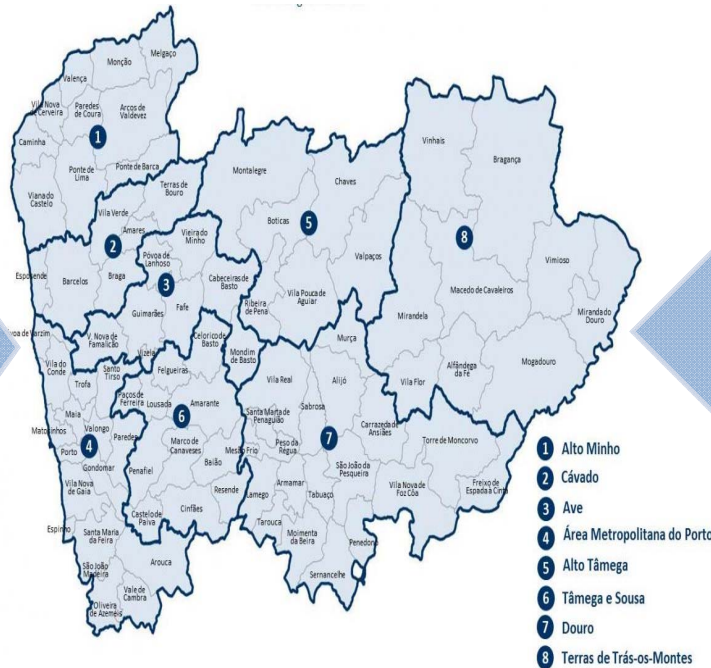 Melgaço
Monção
Valença
Vila Nova
de Cerveira
Paredes
de Coura
Arcos de
Valdevez
1
Caminha
Ponte de
Lima
Ponte de Barca
Viana do
Castelo
Terras de
Bouro
Vila Verde
Amares
2
Esposende
Barcelos
Braga
Vieira do
Minho
Póvoa de
Lanhoso
3
Cabeceiras de
Basto
Guimarães
Fafe
V. Nova de
Famalicão
Vizela
Mondim
de Basto
Montalegre
Chaves
Boticas
5
Valpaços
Vila Pouca de
Aguiar
Ribeira
de Pena
Vinhais
Bragança
8
Vimioso
Macedo de Cavaleiros
Miranda do
Douro
Mirandela
Mogadouro
Alfândega
da Fé
Vila Flor
voa de Varzim
Vila do
Conde
Santo
Tirso
Trofa
Maia
Matosinhos
Valongo
Porto
4
Paredes
Gondomar
Vila Nova
de Gaia
Espinho
Santa Maria
da Feira
Arouca
São João
Madeira
Vale de
Cambra
Oliveira
de Azeméis
Celorico de
Basto
Felgueiras
Paços de
Ferreira
Lousada
Amarante
6
Marco de
Canaveses
Penafiel
Baião
Resende
Castelo de
Paiva
Cinfães
Murça
Vila Real
Alijó
Sabrosa
Santa Marta de
Penaguião
Mesão Frio
Peso da
Régua
7
Carrazeda de
Ansiães
Torre de Moncorvo
São João da
Pesqueira
Lamego
Armamar
Tabuaço
Vila Nova de
Foz Côa
Freixo de
Espada à Cinta
Tarouca
Moimenta
da Beira
Penedono
Sernancelhe
1 Alto Minho
2 Cávado
3 Ave
4 Área Metropolitana do Porto
5 Alto Tâmega
6 Tâmega e Sousa
7 Douro
8 Terras de Trás-os-Montes